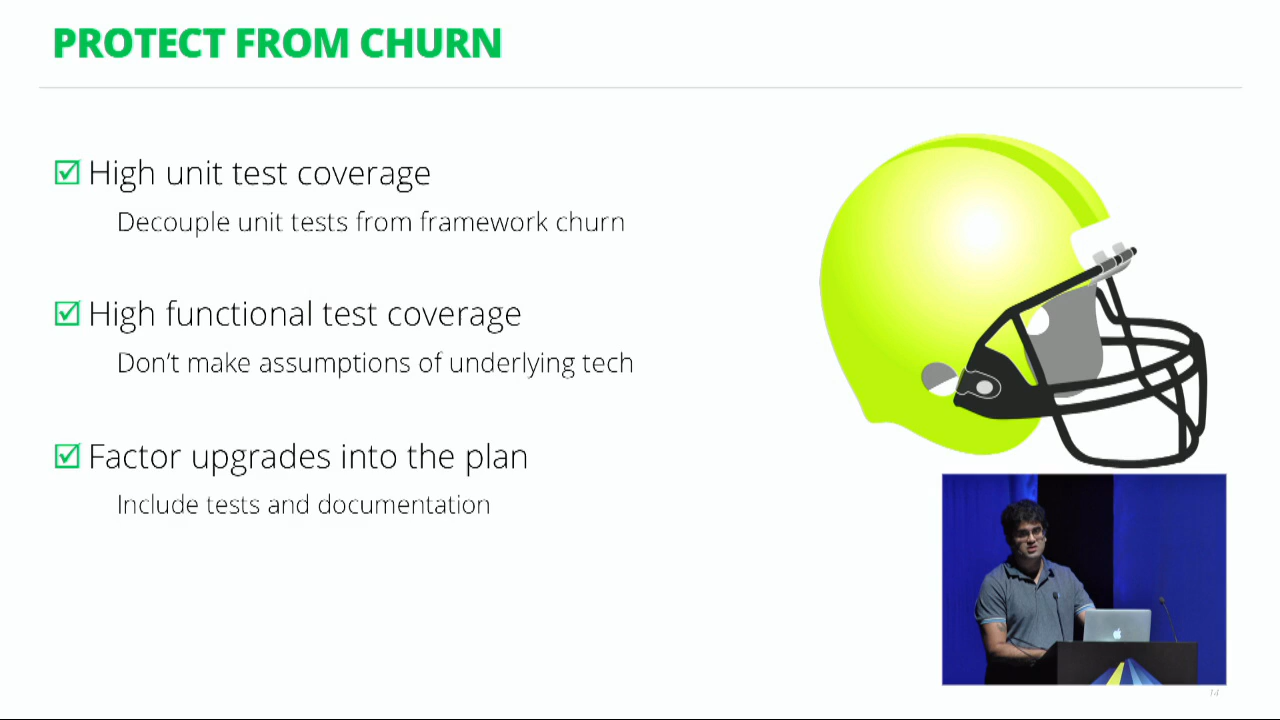 PROTECT FROM CHURN
High unit test coverage
Decouple unit tests from framework churn
High functional test coverage
Don’t make assumptions of underlying tech
Factor upgrades into the plan
Include tests and documentation
14